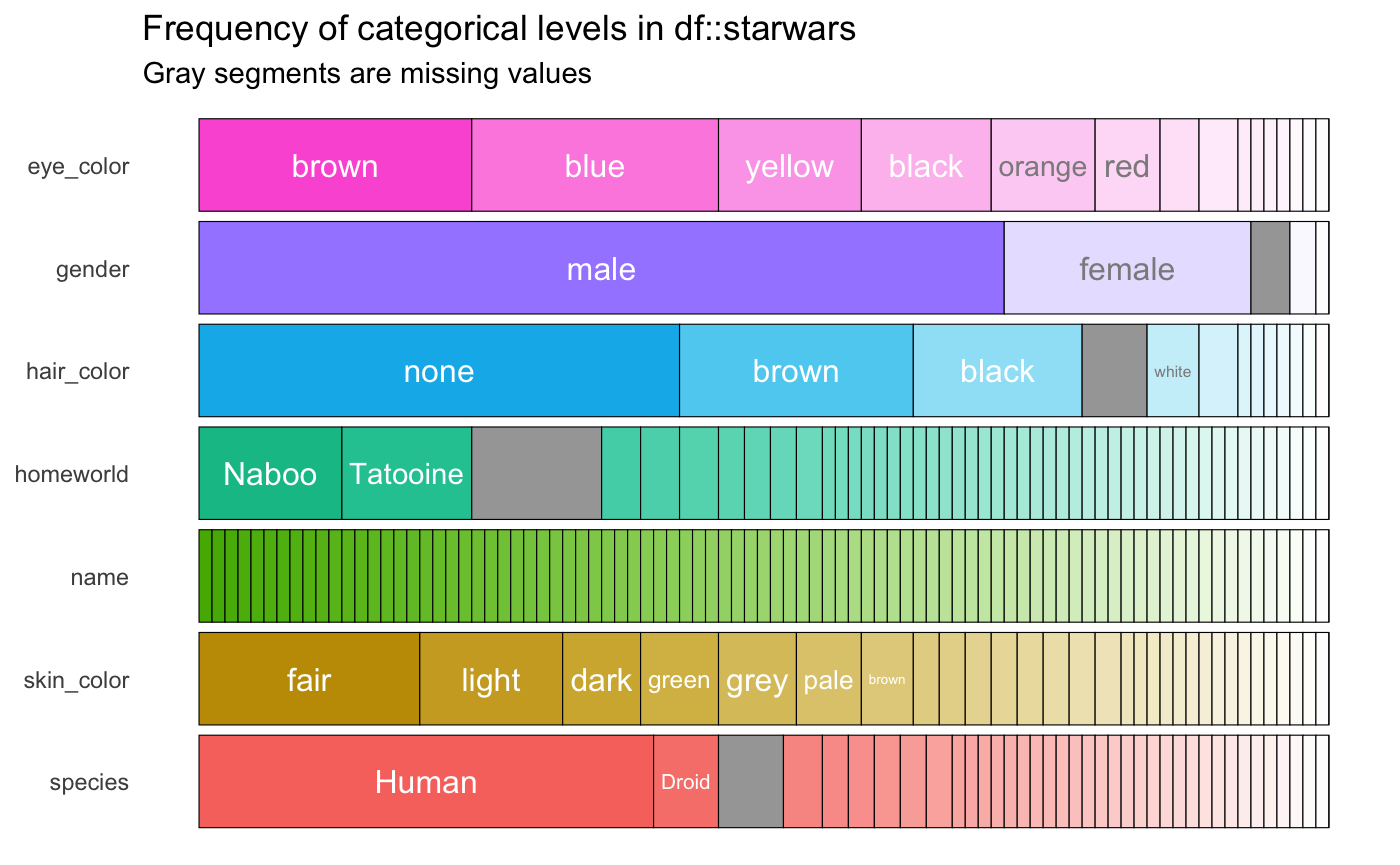 Frequency of categorical levels in df::starwars
Gray segments are missing values
eye_color brown blue yellow black orange red
gender male female
hair_color none brown black white
homeworld Naboo Tatooine
name
skin_color fair light dark green grey pale brown
species Human Droid